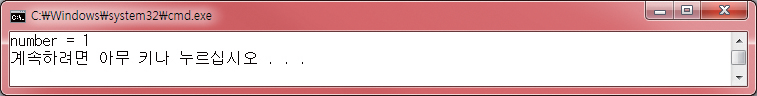 C:₩Windows₩system32₩cmd.exe
number = 1
계속하려면 아무 키나 누르십시오 . . .